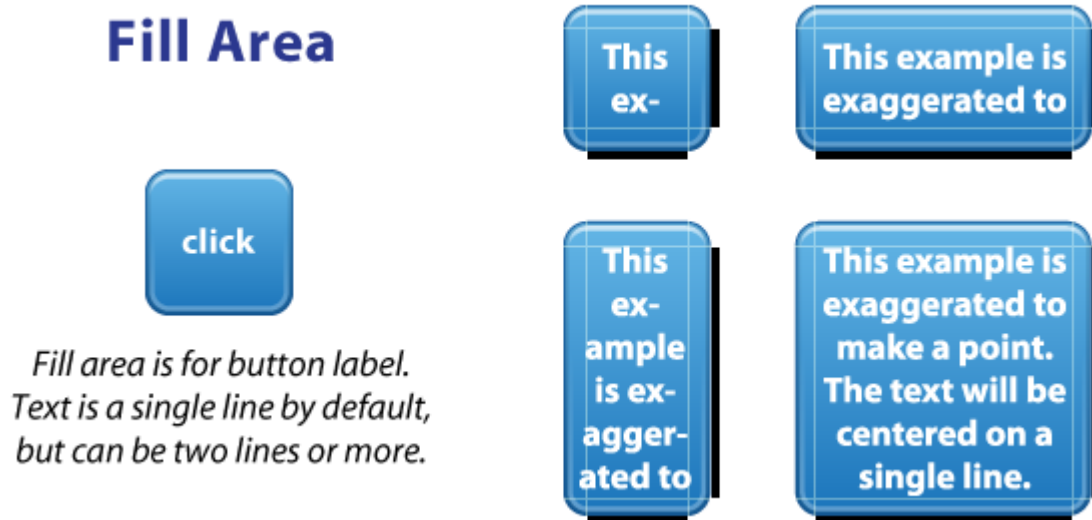 Fill Area
click
Fill area is for button label.
Text is a single line by default,
but can be two lines or more.
This
ex-
This example is
exaggerated to
This
ex-
ample
is ex-
agger-
ated to
This example is
exaggerated to
make a point.
The text will be
centered on a
single line.